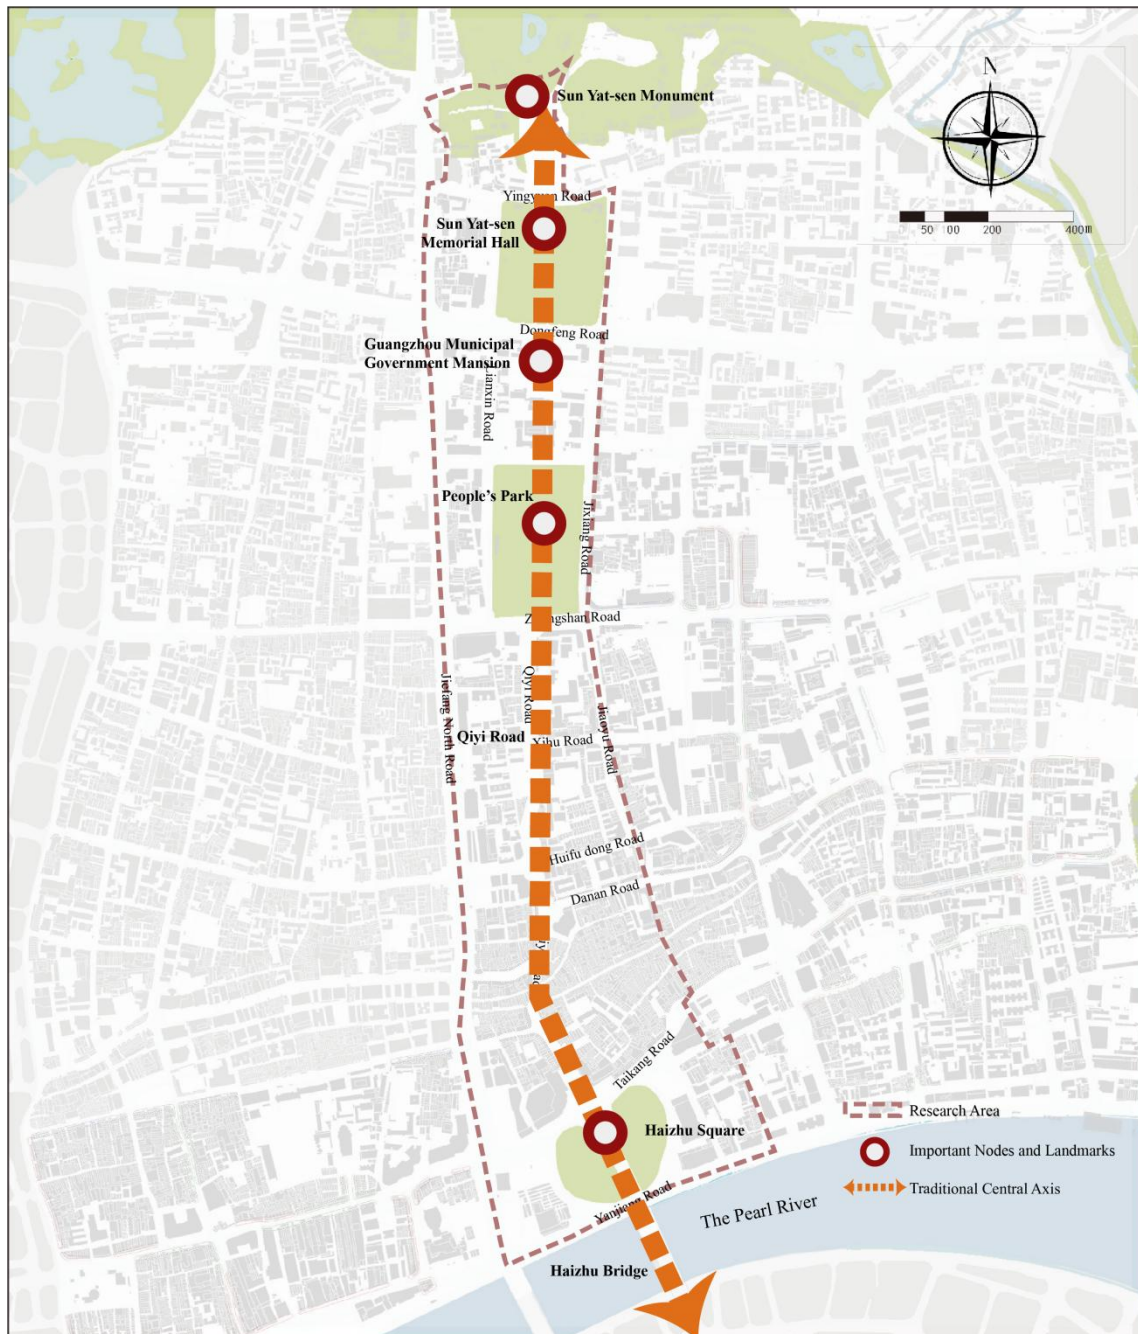 N
50 00 200 400m
Sun Yat-sen Monument
Yingyuan Road
Sun Yat-sen
Memorial Hall
Dongfeng Road
Guangzhou Municipal
Government Mansion
Lianxin Road
People's Park
Jixiang Road
Zhongshan Road
Qiyi Road
Jiefang North Road
Qiyi Road
Xihu Road
Jiaoyu Road
Huifu dong Road
Danan Road
Taikang Road
Haizhu Square
Yanjiang Road
The Pearl River
Haizhu Bridge
Research Area
Important Nodes and Landmarks
Traditional Central Axis